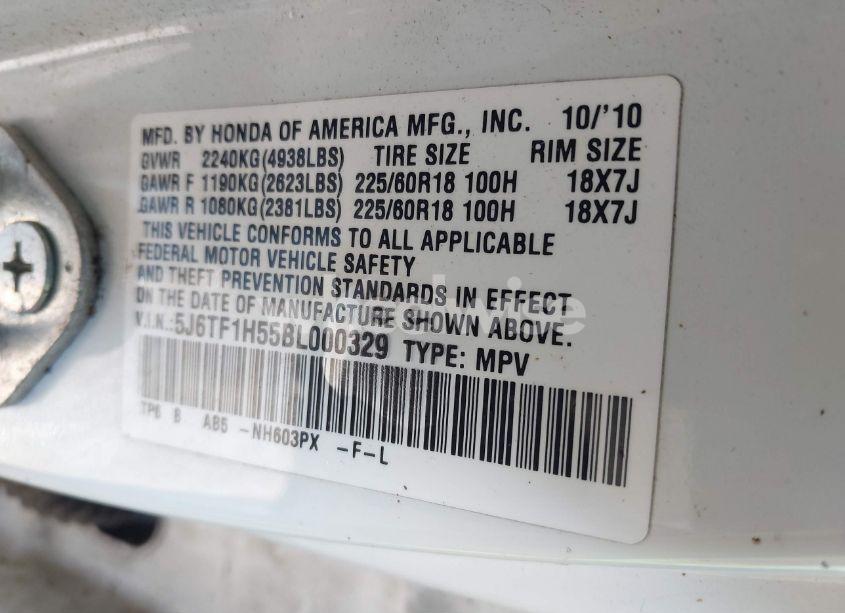 MFD. BY HONDA OF AMERICA MFG., INC. 10/'10
GVWR 2240KG(4938LBS) TIRE SIZE RIM SIZE
GAWR F 1190KG(2623LBS) 225/60R18 100H 18X7J
GAWR R 1080KG(2381LBS) 225/60R18 100H 18X7J
THIS VEHICLE CONFORMS TO ALL APPLICABLE
FEDERAL MOTOR VEHICLE SAFETY
AND THEFT PREVENTION STANDARDS IN EFFECT
ON THE DATE OF MANUFACTURE SHOWN ABOVE.
V.I.N.:5J6TF1H55BL000329 TYPE: MPV
TP6 B AB5 -NH603PX -F-L